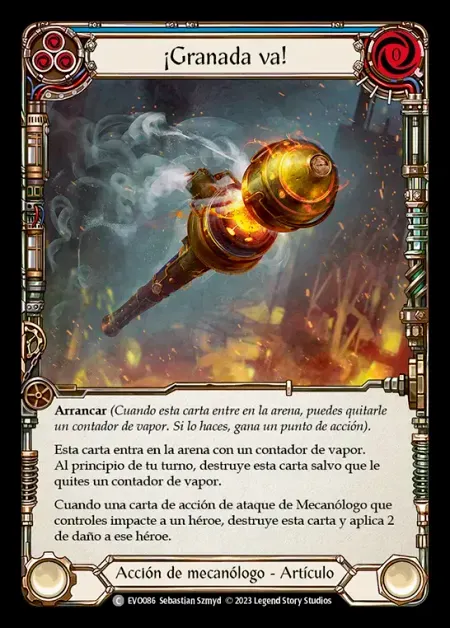 ¡Granada va!
0
Arrancar (Cuando esta carta entre en la arena, puedes quitarle
un contador de vapor. Si lo haces, gana un punto de acción).
Esta carta entra en la arena con un contador de vapor.
Al principio de tu turno, destruye esta carta salvo que le
quites un contador de vapor.
Cuando una carta de acción de ataque de Mecanólogo que
controles impacte a un héroe, destruye esta carta y aplica 2
de daño a ese héroe.
Acción de mecanólogo - Artículo
C EVO086 Sebastian Szmyd © 2023 Legend Story Studios